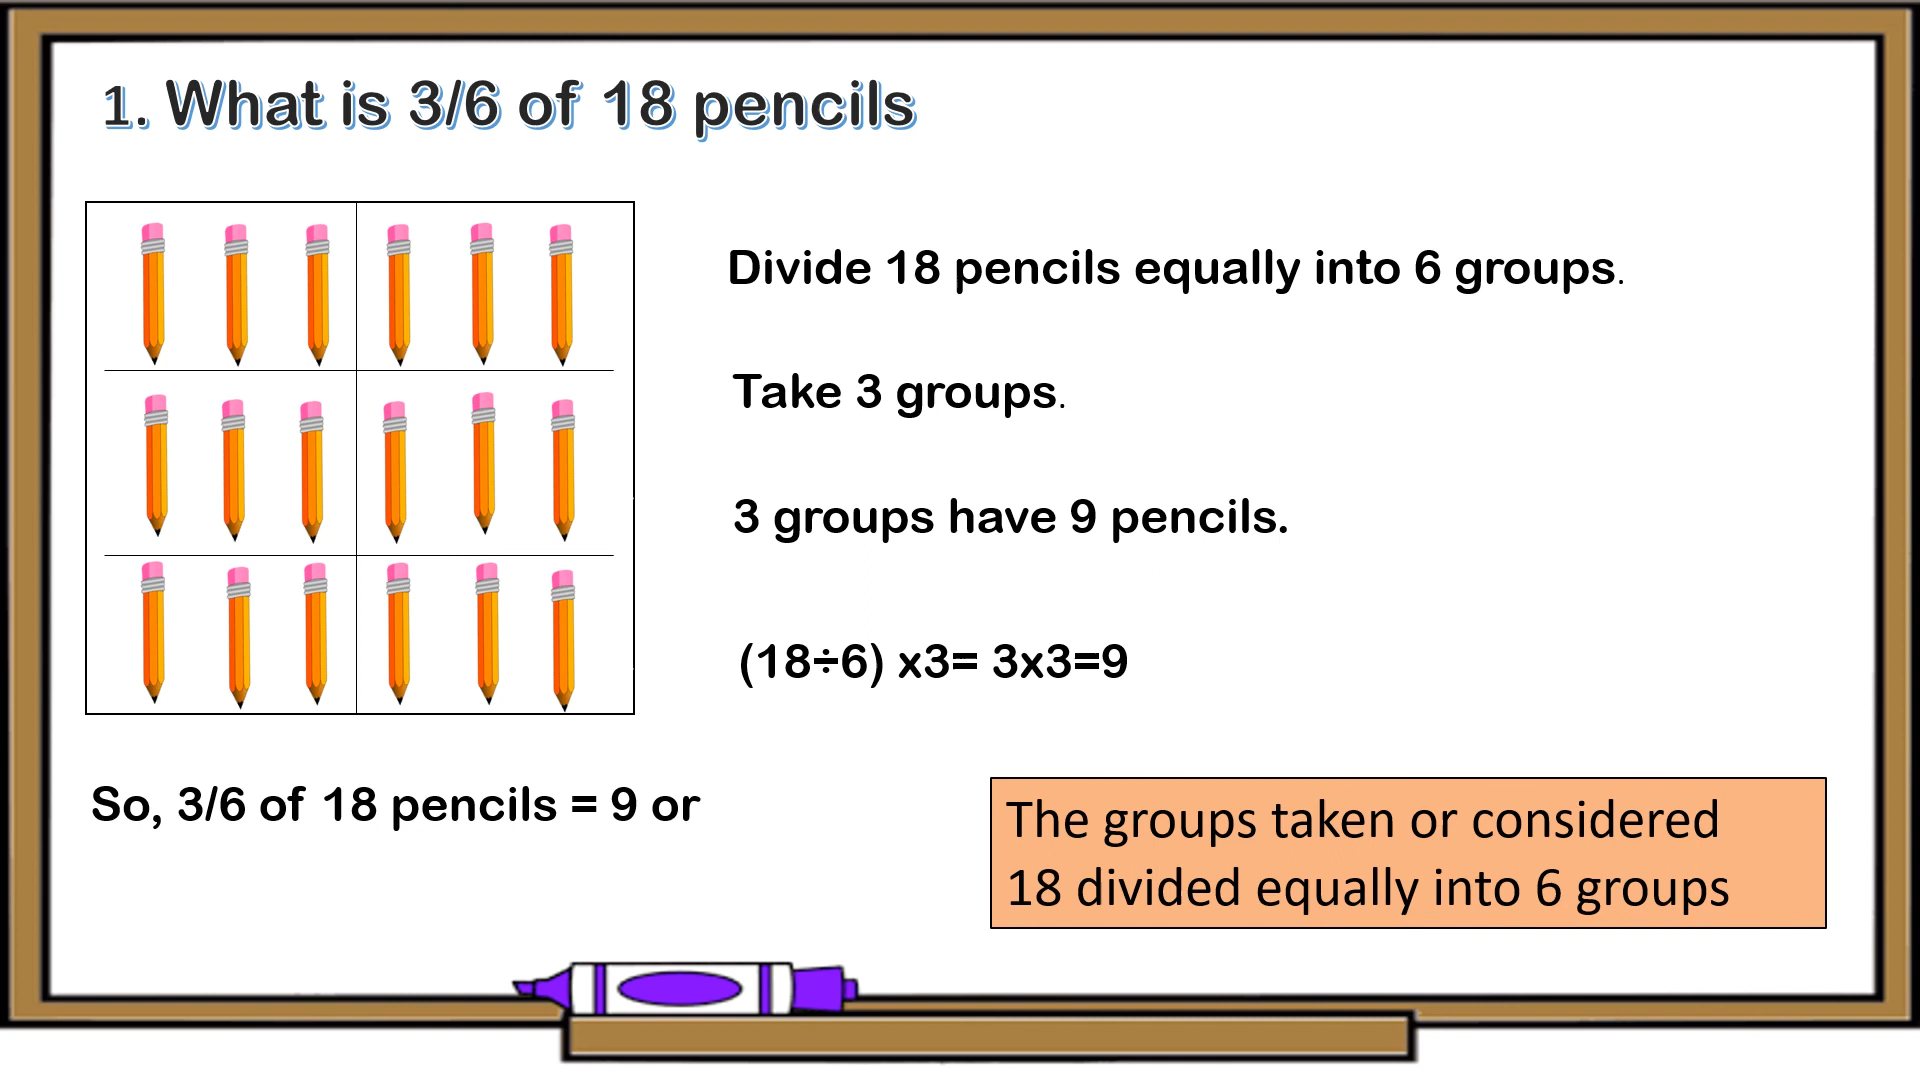 1. What is 3/6 of 18 pencils
Divide 18 pencils equally into 6 groups.
Take 3 groups.
3 groups have 9 pencils.
(18÷6) x3= 3x3=9
So, 3/6 of 18 pencils = 9 or
The groups taken or considered
18 divided equally into 6 groups